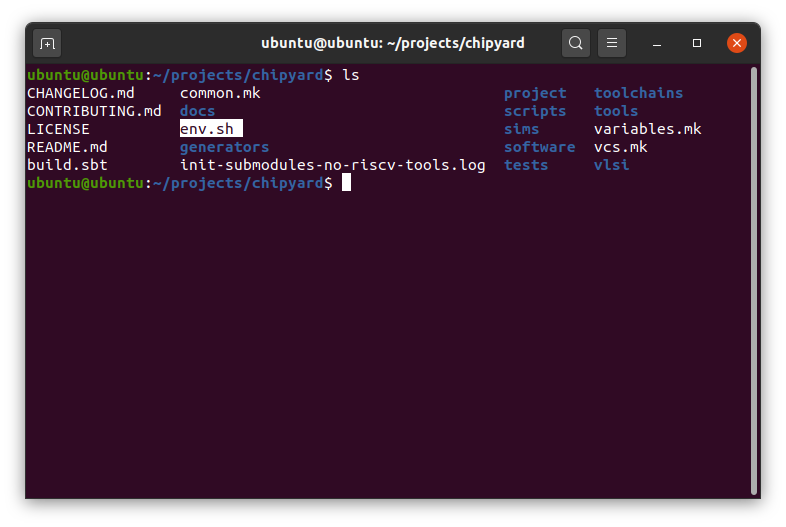 ubuntu@ubuntu: ~/projects/chipyard
ubuntu@ubuntu:~/projects/chipyard$ ls
CHANGELOG.md common.mk project toolchains
CONTRIBUTING.md docs scripts tools
LICENSE env.sh sims variables.mk
README.md generators software vcs.mk
build.sbt init-submodules-no-riscv-tools.log tests vlsi
ubuntu@ubuntu:~/projects/chipyard$